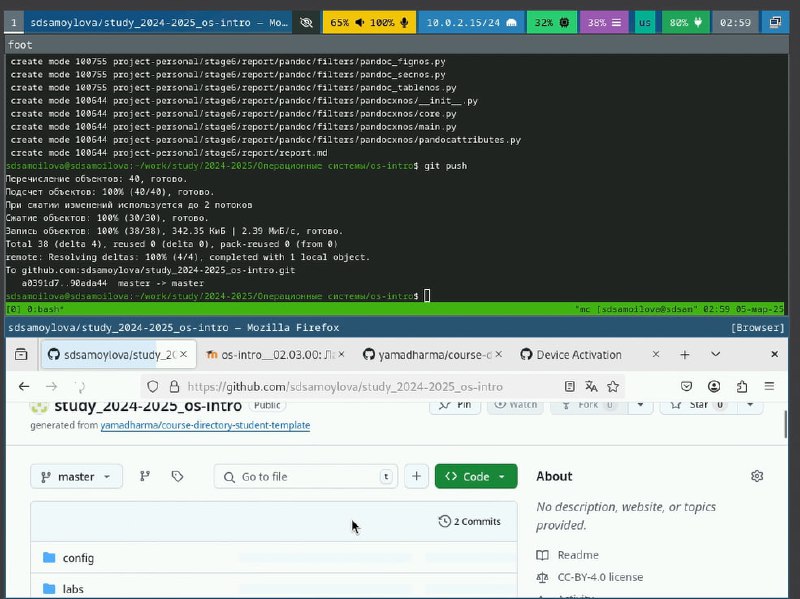 1 sdsamoylova/study_2024-2025_os-intro — Mo... 65% 100% 10.0.2.15/24 32% 38% us 80% 02:59
foot
create mode 100755 project-personal/stage6/report/pandoc/filters/pandoc_fignos.py
create mode 100755 project-personal/stage6/report/pandoc/filters/pandoc_secnos.py
create mode 100755 project-personal/stage6/report/pandoc/filters/pandoc_tablenos.py
create mode 100644 project-personal/stage6/report/pandoc/filters/pandocxnos/__init__.py
create mode 100644 project-personal/stage6/report/pandoc/filters/pandocxnos/core.py
create mode 100644 project-personal/stage6/report/pandoc/filters/pandocxnos/main.py
create mode 100644 project-personal/stage6/report/pandoc/filters/pandocxnos/pandocattributes.py
create mode 100644 project-personal/stage6/report/report.md
sdsamoilova@sdsamoilova:~/work/study/2024-2025/Операционные системы/os-intro$ git push
Перечисление объектов: 40, готово.
Подсчет объектов: 100% (40/40), готово.
При сжатии изменений используется до 2 потоков
Сжатие объектов: 100% (30/30), готово.
Запись объектов: 100% (38/38), 342.35 КиБ | 2.39 МиБ/с, готово.
Total 38 (delta 4), reused 0 (delta 0), pack-reused 0 (from 0)
remote: Resolving deltas: 100% (4/4), completed with 1 local object.
To github.com:sdsamoylova/study_2024-2025_os-intro.git
a0391d7..90ada44 master -> master
sdsamoilova@sdsamoilova:~/work/study/2024-2025/Операционные системы/os-intro$
[0] 0:bash* "mc [sdsamoilova@sdsam" 02:59 05-мар-25
sdsamoylova/study_2024-2025_os-intro — Mozilla Firefox [Browser]
sdsamoylova/study_20 os-intro__02.03.00: Л yamadharma/course-d Device Activation
https://github.com/sdsamoylova/study_2024-2025_os-intro
study_2024-2025_os-intro Public Pin Watch 0 Fork 0 Star 0
generated from yamadharma/course-directory-student-template
master Go to file t Code About
No description, website, or topics
provided.
2 Commits
config
Readme
CC-BY-4.0 license
labs
Activity